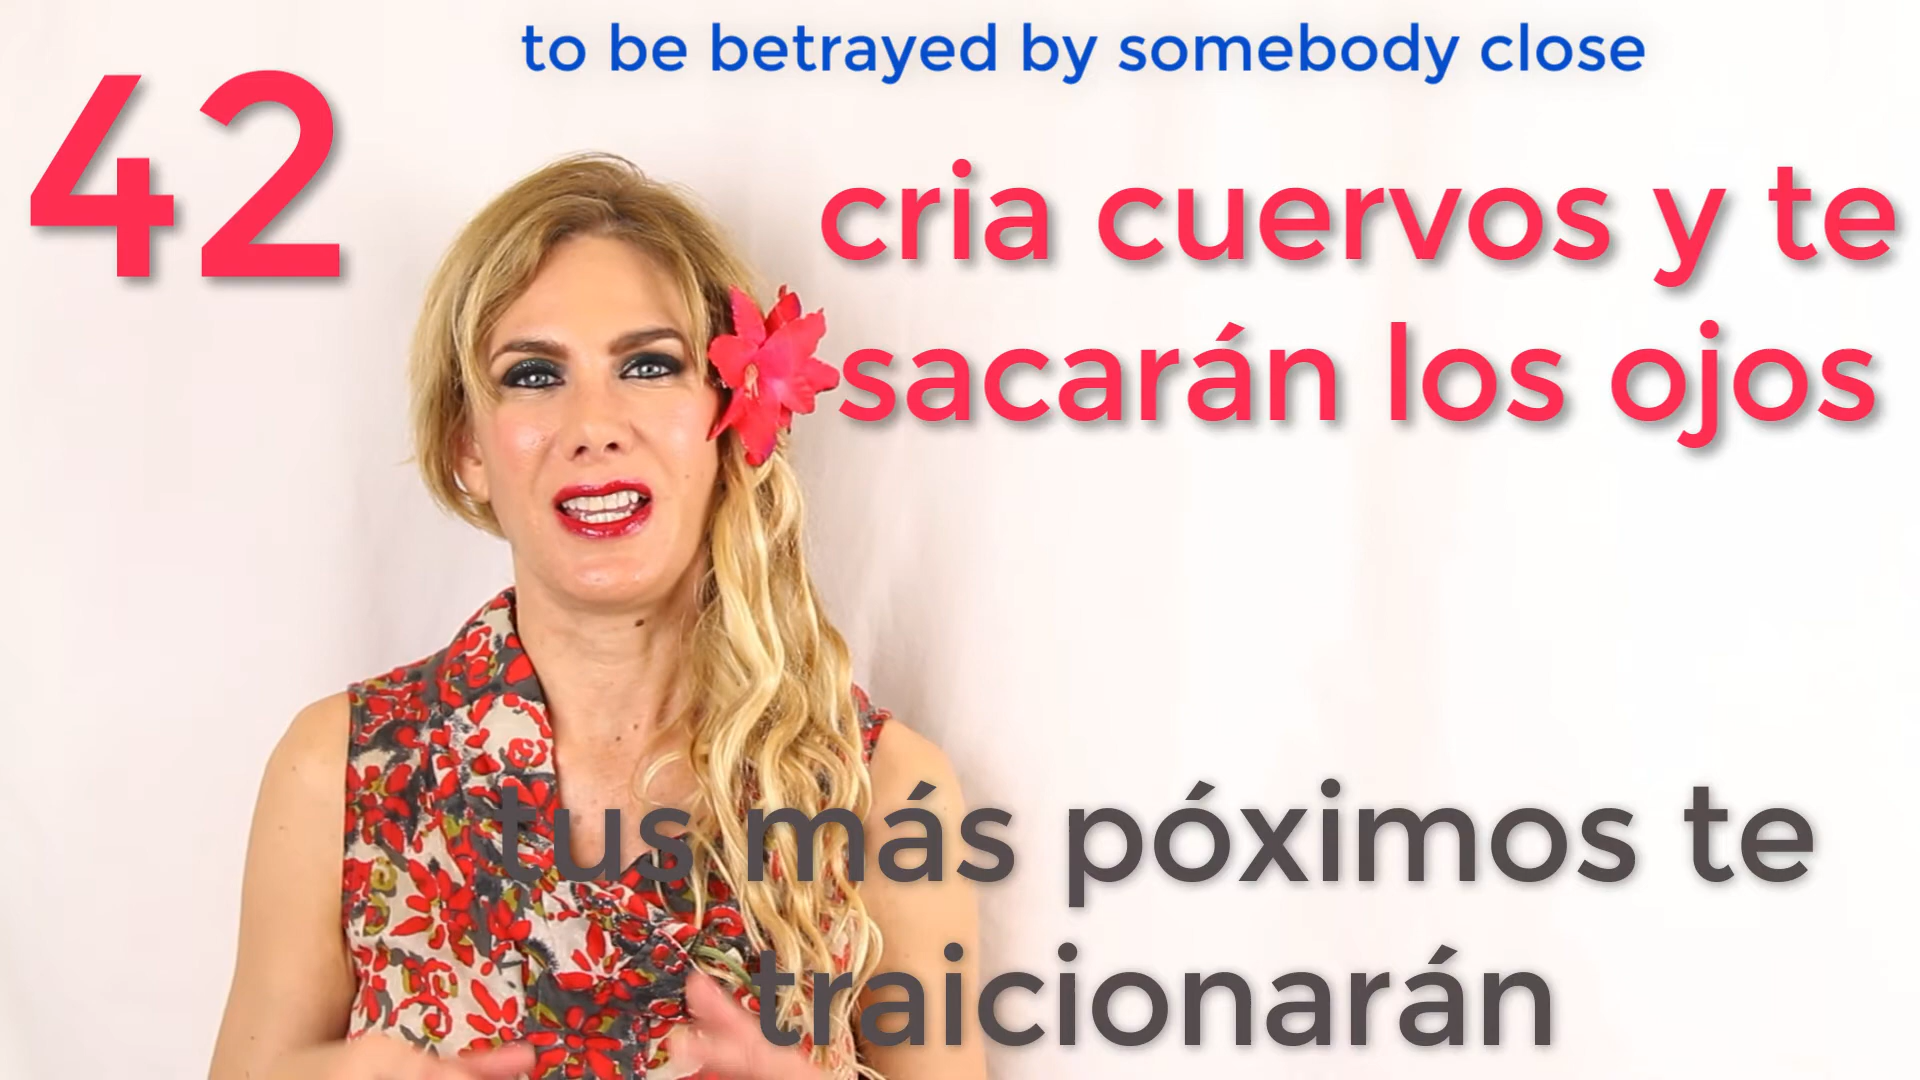 to be betrayed by somebody close
42
cria cuervos y te
sacarán los ojos
tus más póximos te
traicionarán